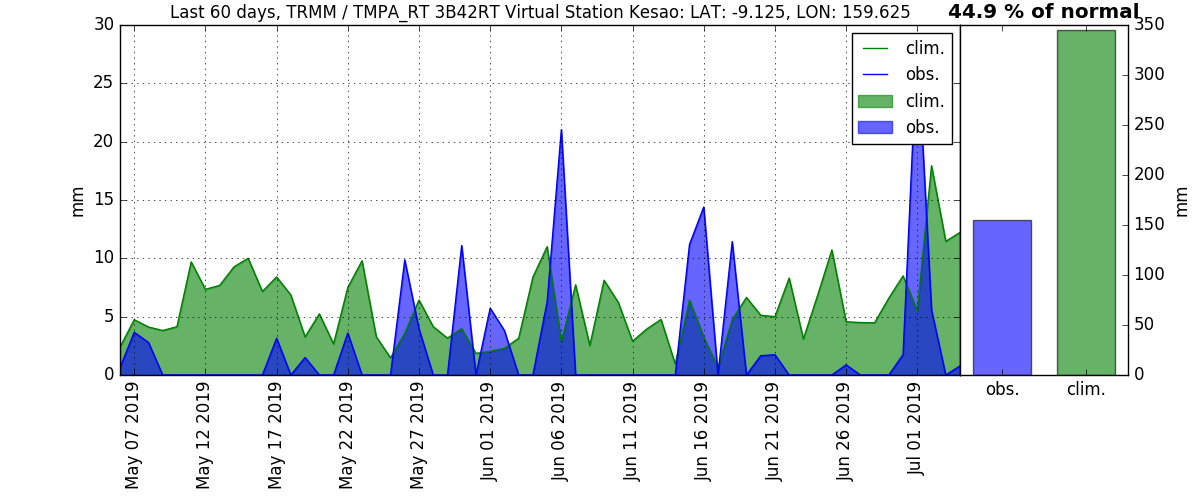 Last 60 days, TRMM / TMPA_RT 3B42RT Virtual Station Kesao: LAT: -9.125, LON: 159.625
44.9 % of normal
30
25
20
15
10
5
0
mm
clim.
obs.
clim.
obs.
350
300
250
200
150
100
50
0
mm
May 07 2019
May 12 2019
May 17 2019
May 22 2019
May 27 2019
Jun 01 2019
Jun 06 2019
Jun 11 2019
Jun 16 2019
Jun 21 2019
Jun 26 2019
Jul 01 2019
obs.
clim.